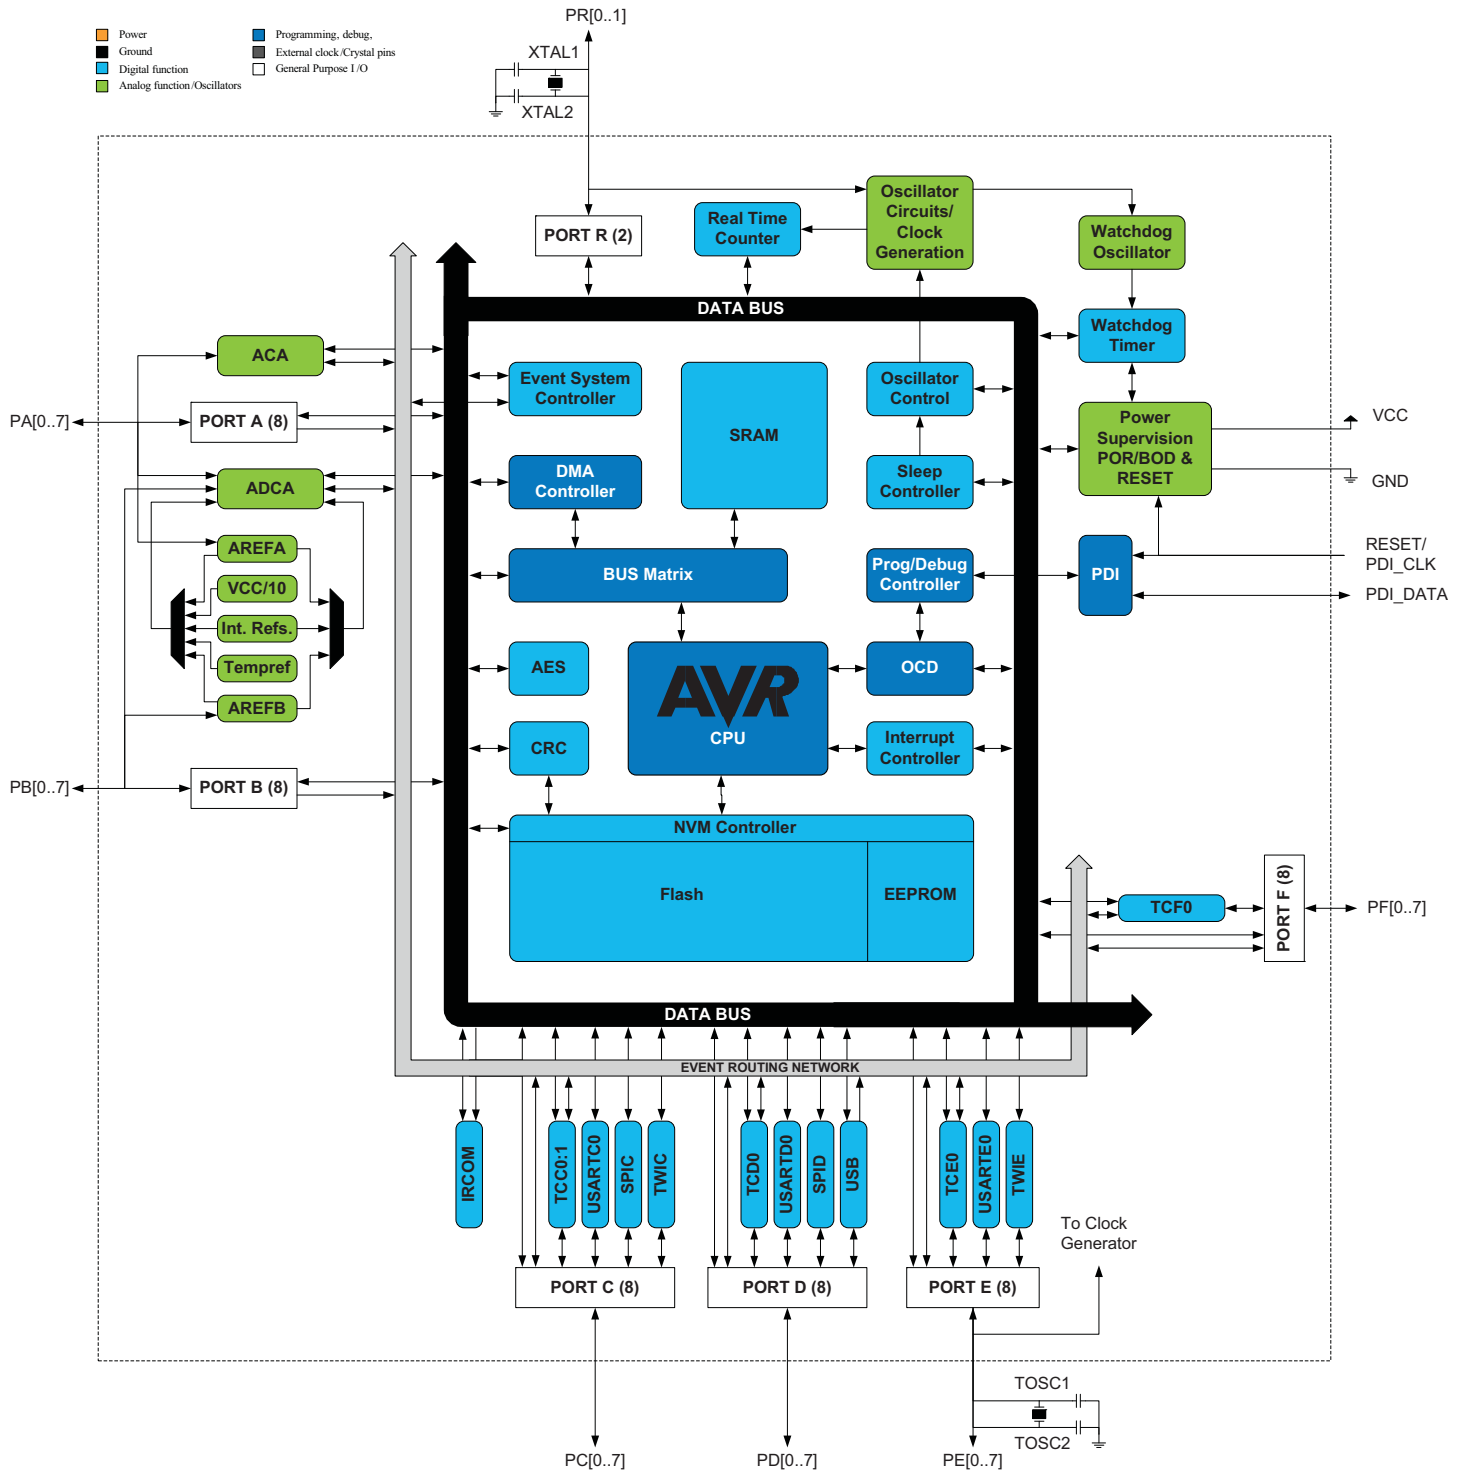 PR[0..1]
Power
Ground
Digital function
Analog function/Oscillators
Programming, debug,
External clock/Crystal pins
General Purpose I/O
XTAL1
XTAL2
PORT R (2)
Real Time
Counter
Oscillator
Circuits/
Clock
Generation
Watchdog
Oscillator
DATA BUS
Watchdog
Timer
ACA
Event System
Controller
SRAM
Oscillator
Control
PA[0..7]
PORT A (8)
Power
Supervision
POR/BOD &
RESET
VCC
GND
ADCA
DMA
Controller
Sleep
Controller
AREFA
VCC/10
Int. Refs.
Tempref
AREFB
BUS Matrix
Prog/Debug
Controller
PDI
RESET/
PDI_CLK
PDI_DATA
AES
AVR
CPU
OCD
CRC
Interrupt
Controller
PB[0..7]
PORT B (8)
NVM Controller
Flash
EEPROM
TCF0
PORT F (8)
PF[0..7]
DATA BUS
EVENT ROUTING NETWORK
IRCOM
TCC0:1
USARTC0
SPIC
TWIC
TCD0
USARTD0
SPID
USB
TCE0
USARTE0
TWIE
To Clock
Generator
PORT C (8)
PORT D (8)
PORT E (8)
TOSC1
TOSC2
PC[0..7]
PD[0..7]
PE[0..7]